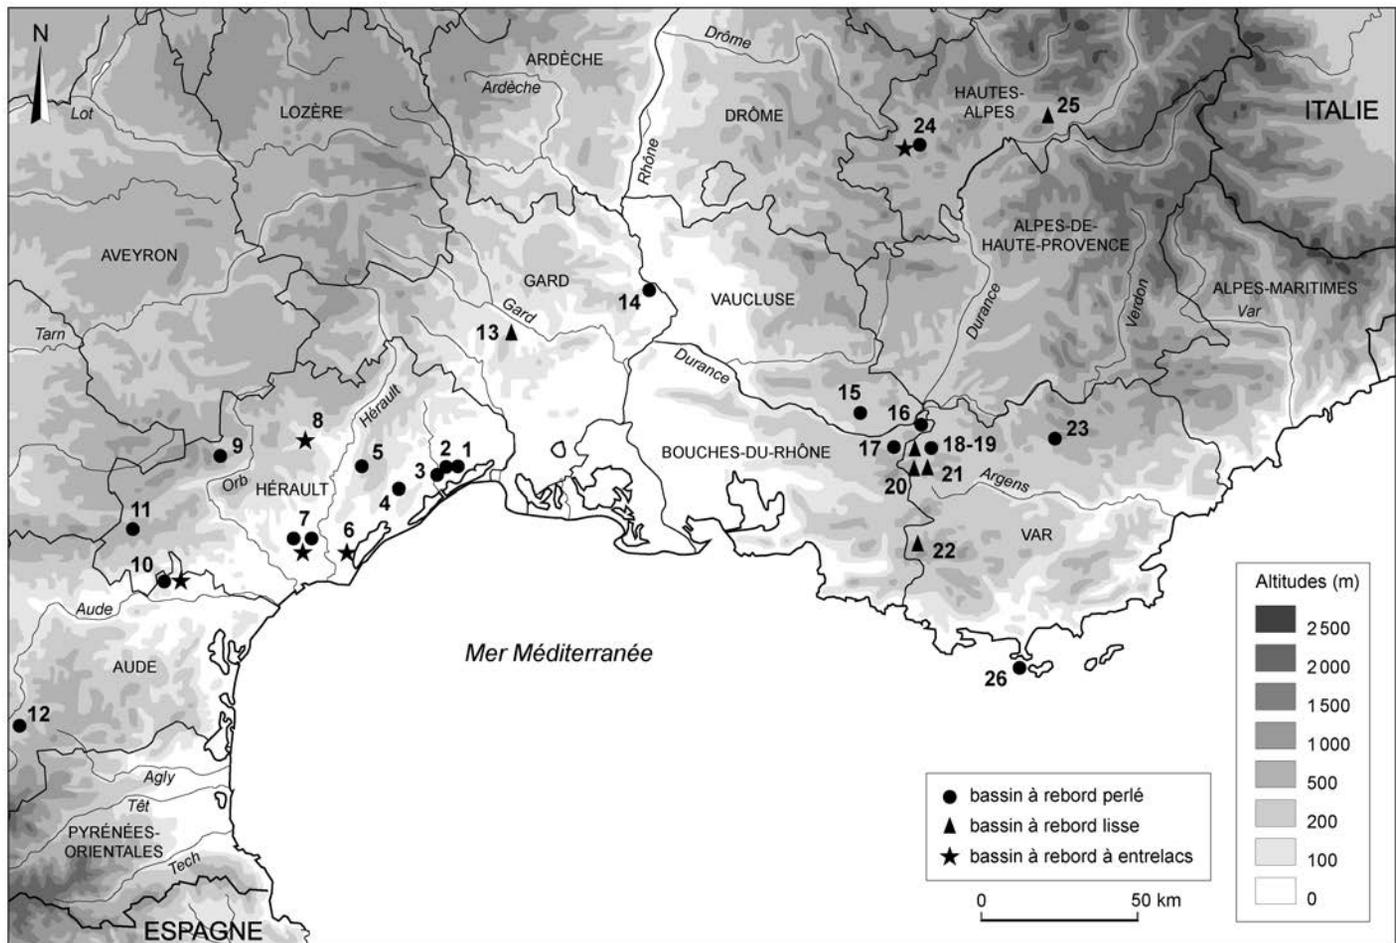 N
Lot
LOZÈRE
ARDÈCHE
Ardèche
Rhône
Drôme
DRÔME
HAUTES-
ALPES
24
25
ITALIE
AVEYRON
Tarn
GARD
Gard
13
14
VAUCLUSE
Durance
ALPES-DE-
HAUTE-PROVENCE
Durance
Verdon
ALPES-MARITIMES
Var
8
9
Orb
HÉRAULT
Hérault
5
4
3
2
1
11
10
7
6
Aude
AUDE
12
BOUCHES-DU-RHÔNE
15
16
17
18-19
20
21
22
23
Argens
VAR
26
Mer Méditerranée
Agly
Têt
PYRÉNÉES-
ORIENTALES
Tech
ESPAGNE
bassin à rebord perlé
bassin à rebord lisse
bassin à rebord à entrelacs
0 50 km
Altitudes (m)
2 500
2 000
1 500
1 000
500
200
100
0